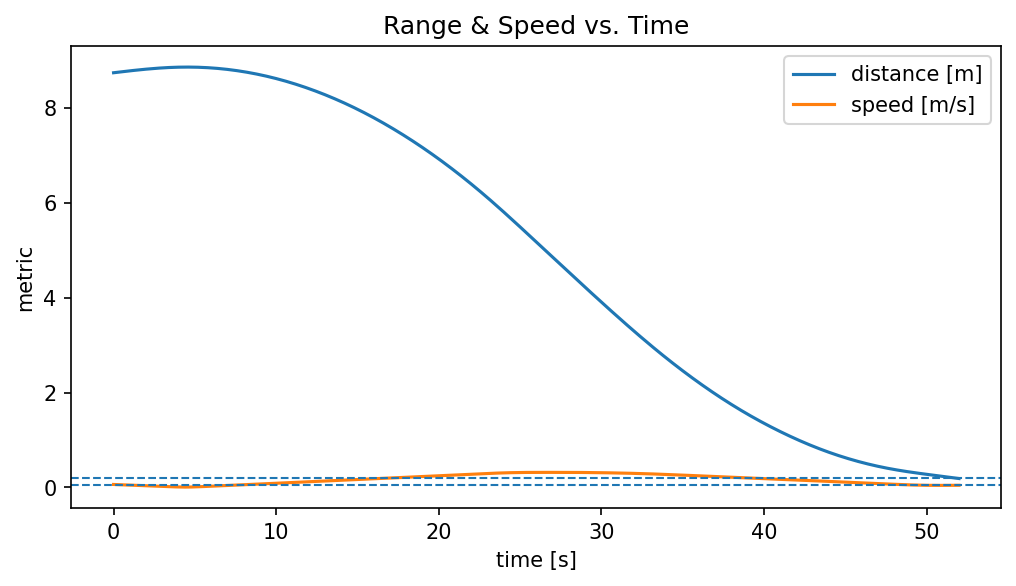 Range & Speed vs. Time
distance [m]
speed [m/s]
metric
8
6
4
2
0
0 10 20 30 40 50
time [s]